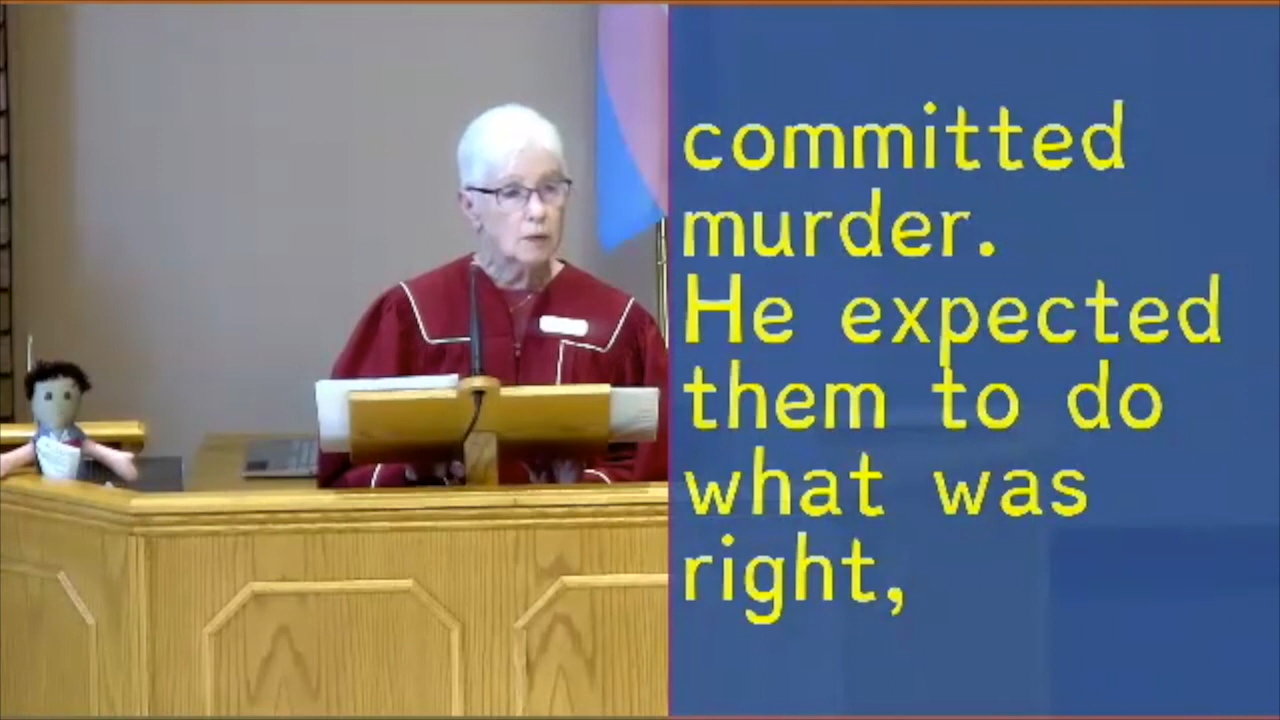 committed
murder.
He expected
them to do
what was
right,